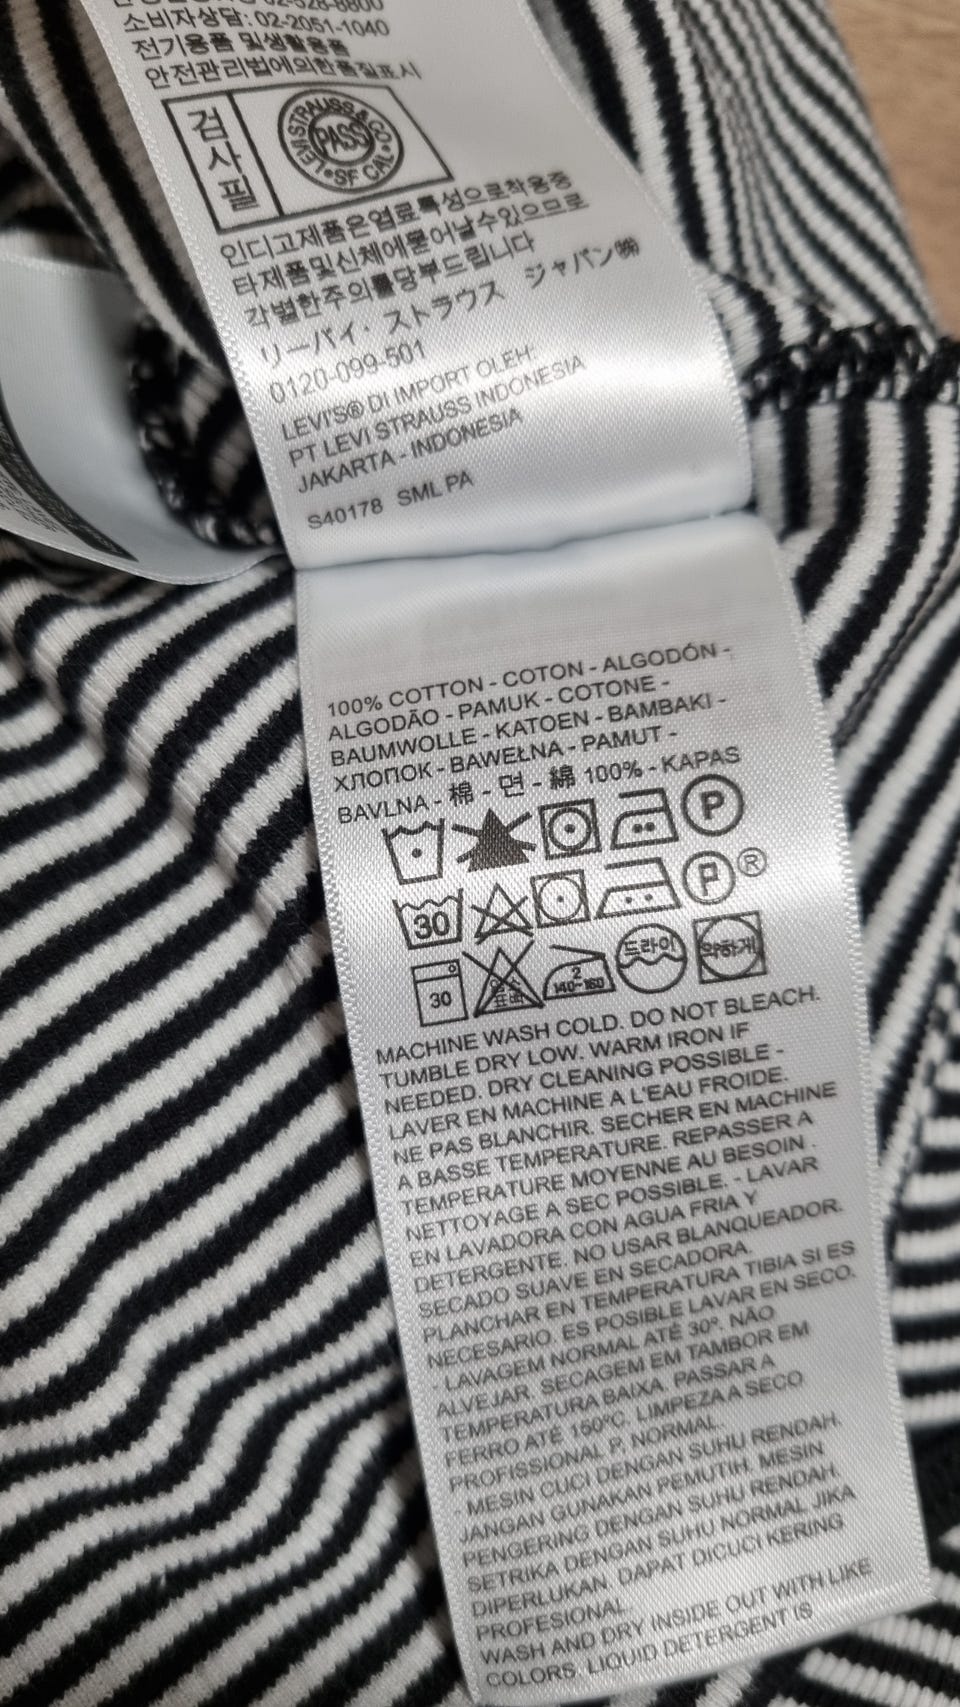 02-528-8800
소비자상담: 02-2051-1040
전기용품 및생활용품
안전관리법에의한품질표시
검사필
LEVI STRAUSS & CO
PASS
SF CAL
인디고제품은염료특성으로착용중
타제품및신체에묻어날수있으므로
각별한주의를당부드립니다
リーバイ・ストラウス ジャパン㈱
0120-099-501
LEVI'S® DI IMPORT OLEH:
PT LEVI STRAUSS INDONESIA
JAKARTA - INDONESIA
S40178 SML PA
100% COTTON - COTON - ALGODÓN -
ALGODÃO - PAMUK - COTONE -
BAUMWOLLE - KATOEN - BAMBAKI -
ХЛОПОК - BAWEŁNA - PAMUT -
BAVLNA - 棉 - 면 - 綿 100% - KAPAS
P
30
P ®
30
2
140~160
드라이
약하게
MACHINE WASH COLD. DO NOT BLEACH.
TUMBLE DRY LOW. WARM IRON IF
NEEDED. DRY CLEANING POSSIBLE -
LAVER EN MACHINE A L'EAU FROIDE.
NE PAS BLANCHIR. SECHER EN MACHINE
A BASSE TEMPERATURE. REPASSER A
TEMPERATURE MOYENNE AU BESOIN.
NETTOYAGE A SEC POSSIBLE. - LAVAR
EN LAVADORA CON AGUA FRIA Y
DETERGENTE. NO USAR BLANQUEADOR.
SECADO SUAVE EN SECADORA.
PLANCHAR EN TEMPERATURA TIBIA SI ES
NECESARIO. ES POSIBLE LAVAR EN SECO.
- LAVAGEM NORMAL ATÉ 30º. NÃO
ALVEJAR. SECAGEM EM TAMBOR EM
TEMPERATURA BAIXA. PASSAR A
FERRO ATÉ 150ºC. LIMPEZA A SECO
PROFISSIONAL P. NORMAL.
- MESIN CUCI DENGAN SUHU RENDAH.
JANGAN GUNAKAN PEMUTIH. MESIN
PENGERING DENGAN SUHU RENDAH.
SETRIKA DENGAN SUHU NORMAL JIKA
DIPERLUKAN. DAPAT DICUCI KERING
PROFESIONAL.
WASH AND DRY INSIDE OUT WITH LIKE
COLORS. LIQUID DETERGENT IS